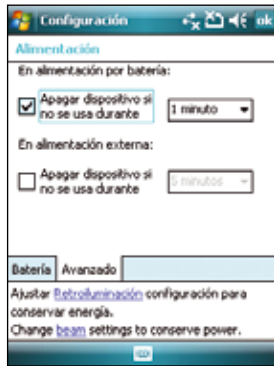 Configuración
ok
Alimentación
En alimentación por batería:
Apagar dispositivo si
no se usa durante
1 minuto
En alimentación externa:
Apagar dispositivo si
no se usa durante
5 minutos
Batería Avanzado
Ajustar Retroiluminación configuración para
conservar energía.
Change beam settings to conserve power.